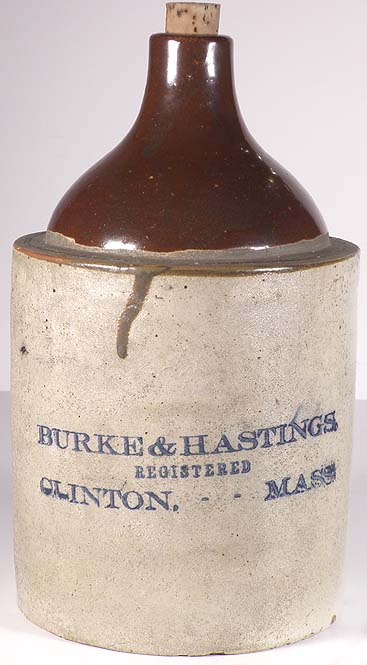 BURKE & HASTINGS.
REGISTERED
CLINTON, - - MASS.